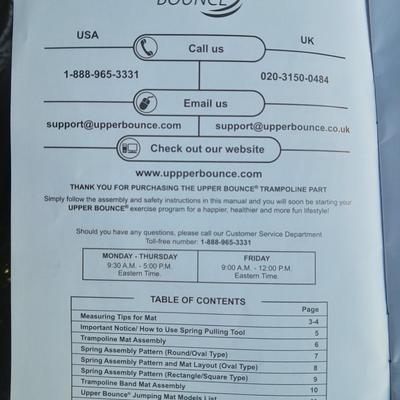 BOUNCE
USA
UK
Call us
1-888-965-3331
020-3150-0484
Email us
support@upperbounce.com
support@upperbounce.co.uk
Check out our website
www.uppperbounce.com
THANK YOU FOR PURCHASING THE UPPER BOUNCE® TRAMPOLINE PART
Simply follow the assembly and safety instructions in this manual and you will soon be starting your
UPPER BOUNCE® exercise program for a happier, healthier and more fun lifestyle!
Should you have any questions, please call our Customer Service Department
Toll-free number: 1-888-965-3331
MONDAY - THURSDAY
9:30 A.M. - 5:00 P.M.
Eastern Time.
FRIDAY
9:00 A.M. - 12:00 P.M.
Eastern Time.
TABLE OF CONTENTS
Page
Measuring Tips for Mat 3-4
Important Notice/ How to Use Spring Pulling Tool 5
Trampoline Mat Assembly 6
Spring Assembly Pattern (Round/Oval Type) 7
Spring Assembly Pattern and Mat Layout (Oval Type) 8
Spring Assembly Pattern (Rectangle/Square Type) 9
Trampoline Band Mat Assembly 10
Upper Bounce® Jumping Mat Models List